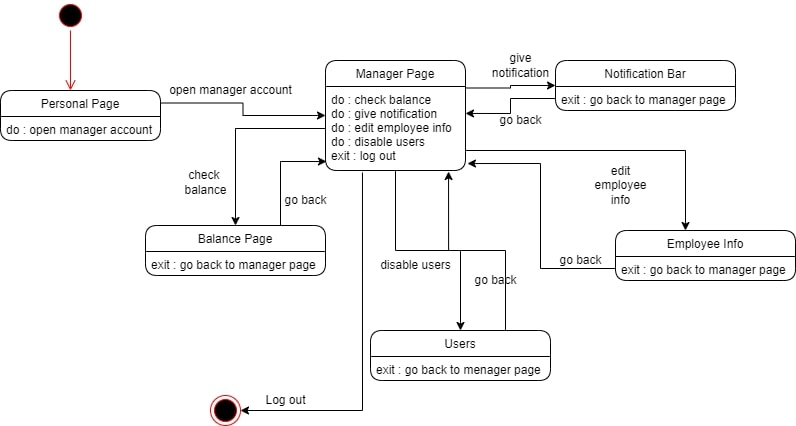 give
notification
Manager Page
do : check balance
do : give notification
do : edit employee info
do : disable users
exit : log out
Notification Bar
exit : go back to manager page
go back
open manager account
Personal Page
do : open manager account
check
balance
go back
edit
employee
info
Balance Page
exit : go back to manager page
Employee Info
exit : go back to manager page
go back
disable users
go back
Users
exit : go back to menager page
Log out